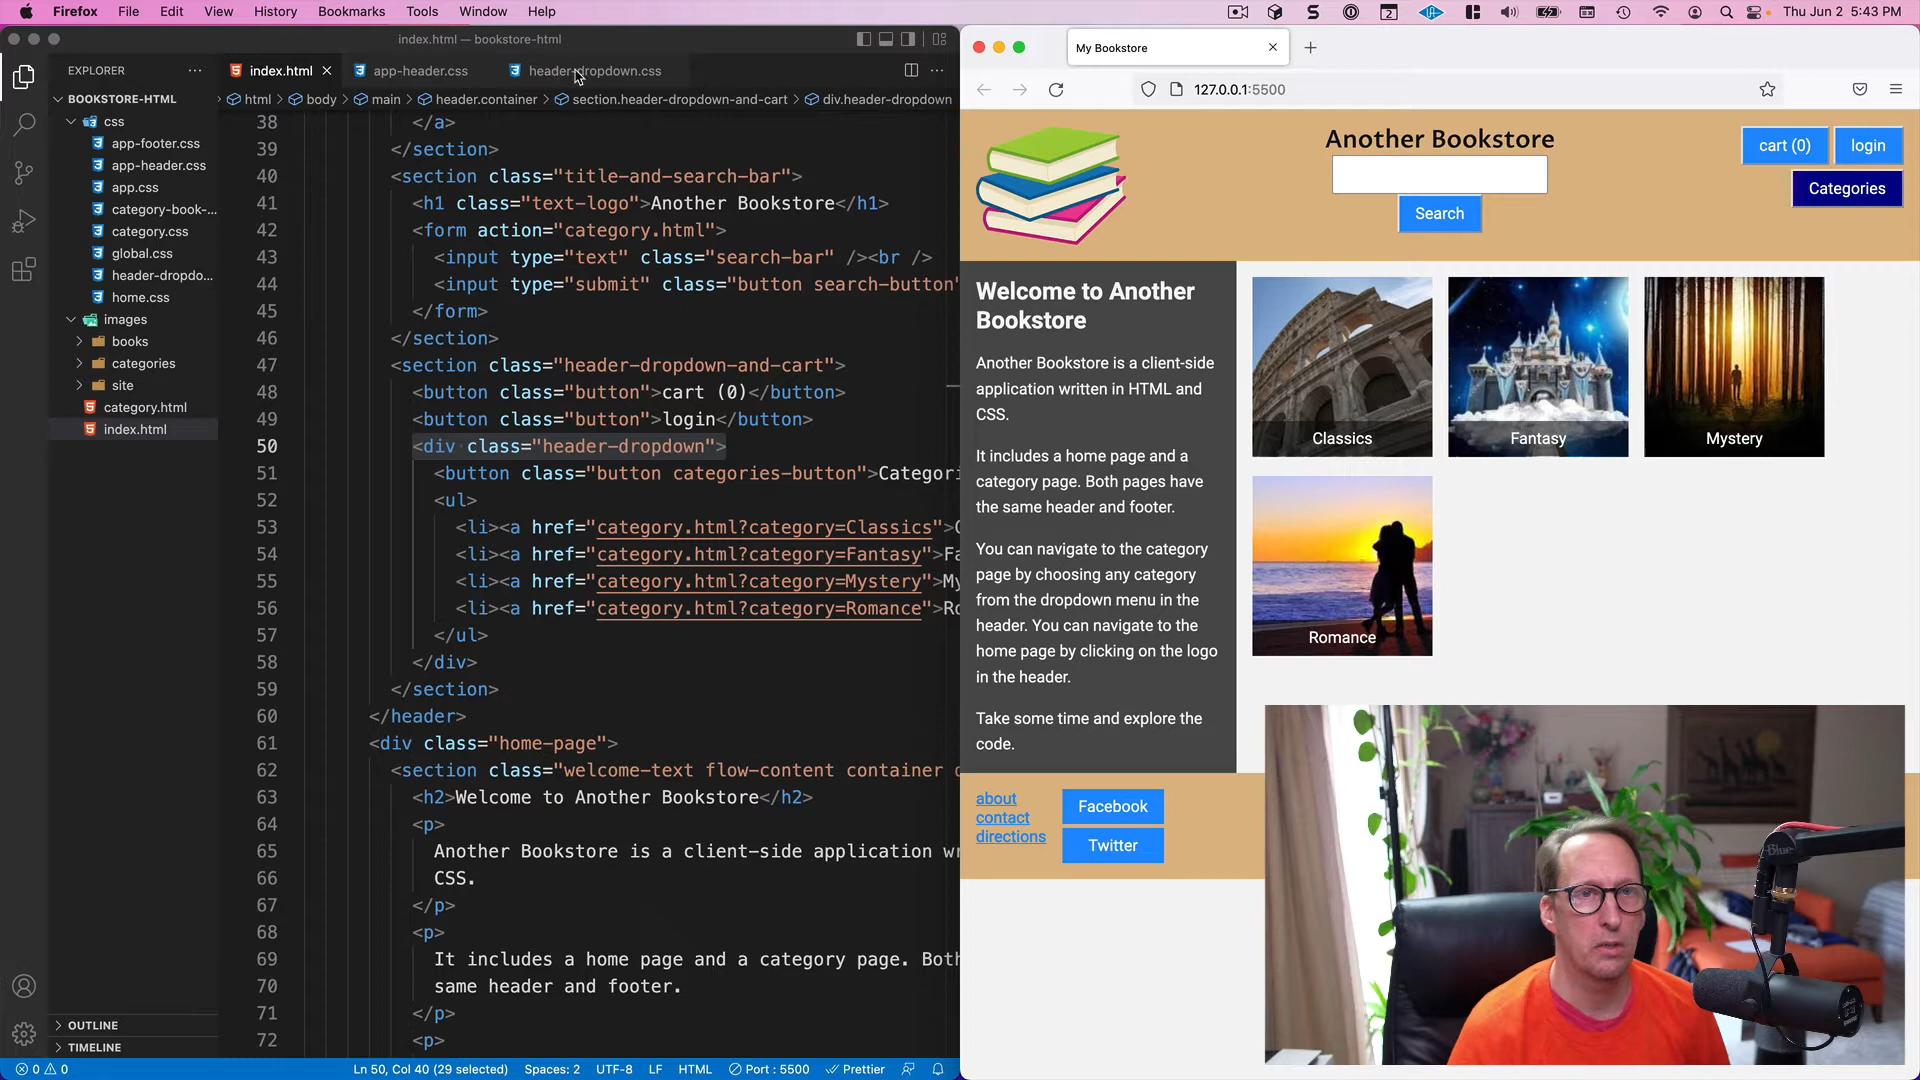 Firefox File Edit View History Bookmarks Tools Window Help
2
Thu Jun 2 5:43 PM
index.html — bookstore-html
EXPLORER
index.html
app-header.css
header-dropdown.css
BOOKSTORE-HTML
html > body > main > header.container > section.header-dropdown-and-cart > div.header-dropdown
css
app-footer.css
app-header.css
app.css
category-book-...
category.css
global.css
header-dropdo...
home.css
images
books
categories
site
category.html
index.html
OUTLINE
TIMELINE
38 </a>
39 </section>
40 <section class="title-and-search-bar">
41 <h1 class="text-logo">Another Bookstore</h1>
42 <form action="category.html">
43 <input type="text" class="search-bar" /><br />
44 <input type="submit" class="button search-button"
45 </form>
46 </section>
47 <section class="header-dropdown-and-cart">
48 <button class="button">cart (0)</button>
49 <button class="button">login</button>
50 <div class="header-dropdown">
51 <button class="button categories-button">Categori
52 <ul>
53 <li><a href="category.html?category=Classics">C
54 <li><a href="category.html?category=Fantasy">Fa
55 <li><a href="category.html?category=Mystery">My
56 <li><a href="category.html?category=Romance">Ro
57 </ul>
58 </div>
59 </section>
60 </header>
61 <div class="home-page">
62 <section class="welcome-text flow-content container
63 <h2>Welcome to Another Bookstore</h2>
64 <p>
65 Another Bookstore is a client-side application w
66 CSS.
67 </p>
68 <p>
69 It includes a home page and a category page. Both
70 same header and footer.
71 </p>
72 <p>
0 0
Ln 50, Col 40 (29 selected) Spaces: 2 UTF-8 LF HTML Port : 5500 Prettier
My Bookstore
127.0.0.1:5500
Another Bookstore
cart (0)
login
Categories
Search
Welcome to Another
Bookstore
Another Bookstore is a client-side
application written in HTML and
CSS.
It includes a home page and a
category page. Both pages have
the same header and footer.
You can navigate to the category
page by choosing any category
from the dropdown menu in the
header. You can navigate to the
home page by clicking on the logo
in the header.
Take some time and explore the
code.
Classics
Fantasy
Mystery
Romance
about
contact
directions
Facebook
Twitter
Blue